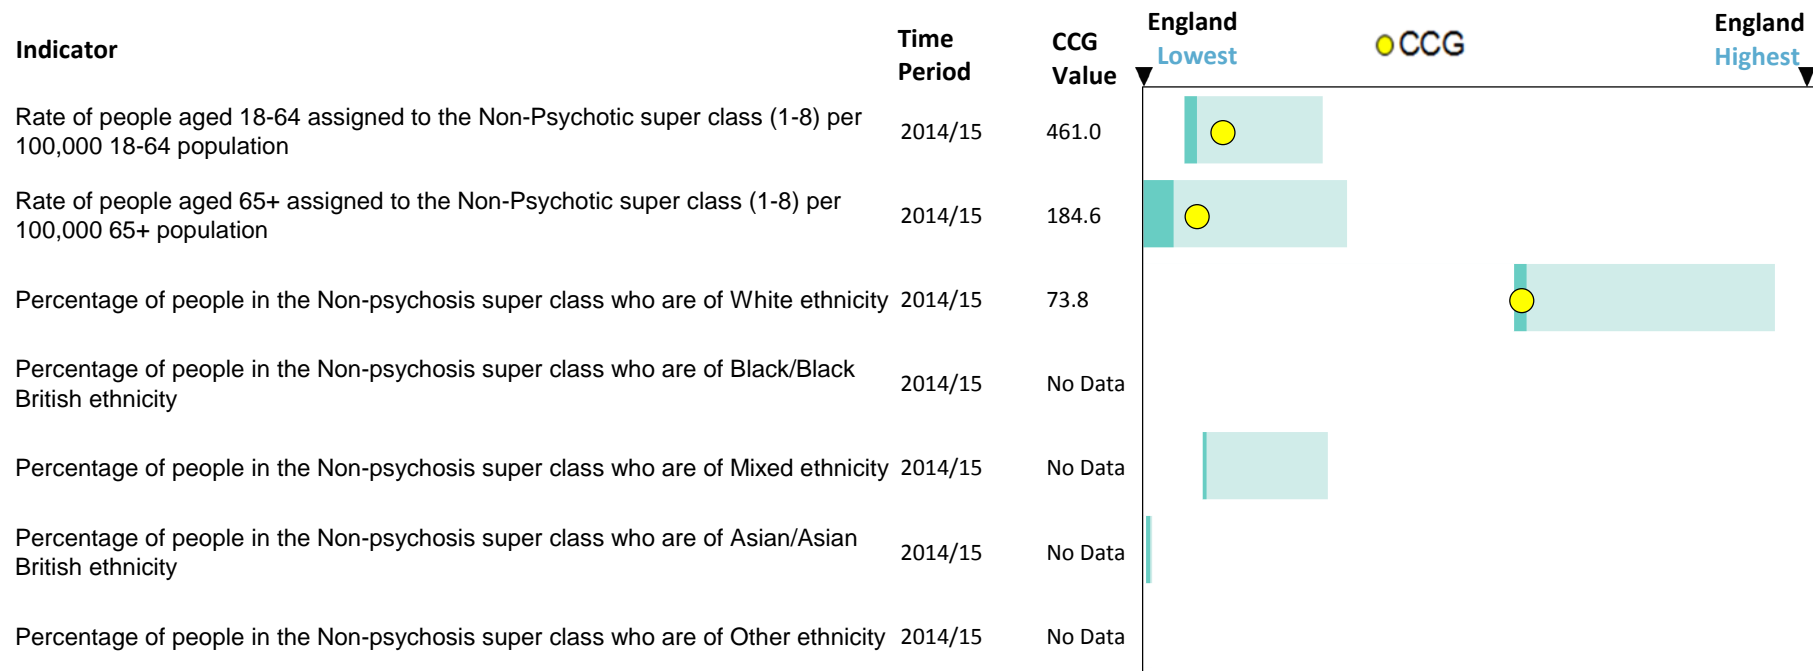 Indicator
Time Period
CCG Value
England Lowest
CCG
England Highest
Rate of people aged 18-64 assigned to the Non-Psychotic super class (1-8) per
100,000 18-64 population
2014/15
461.0
Rate of people aged 65+ assigned to the Non-Psychotic super class (1-8) per
100,000 65+ population
2014/15
184.6
Percentage of people in the Non-psychosis super class who are of White ethnicity
2014/15
73.8
Percentage of people in the Non-psychosis super class who are of Black/Black
British ethnicity
2014/15
No Data
Percentage of people in the Non-psychosis super class who are of Mixed ethnicity
2014/15
No Data
Percentage of people in the Non-psychosis super class who are of Asian/Asian
British ethnicity
2014/15
No Data
Percentage of people in the Non-psychosis super class who are of Other ethnicity
2014/15
No Data